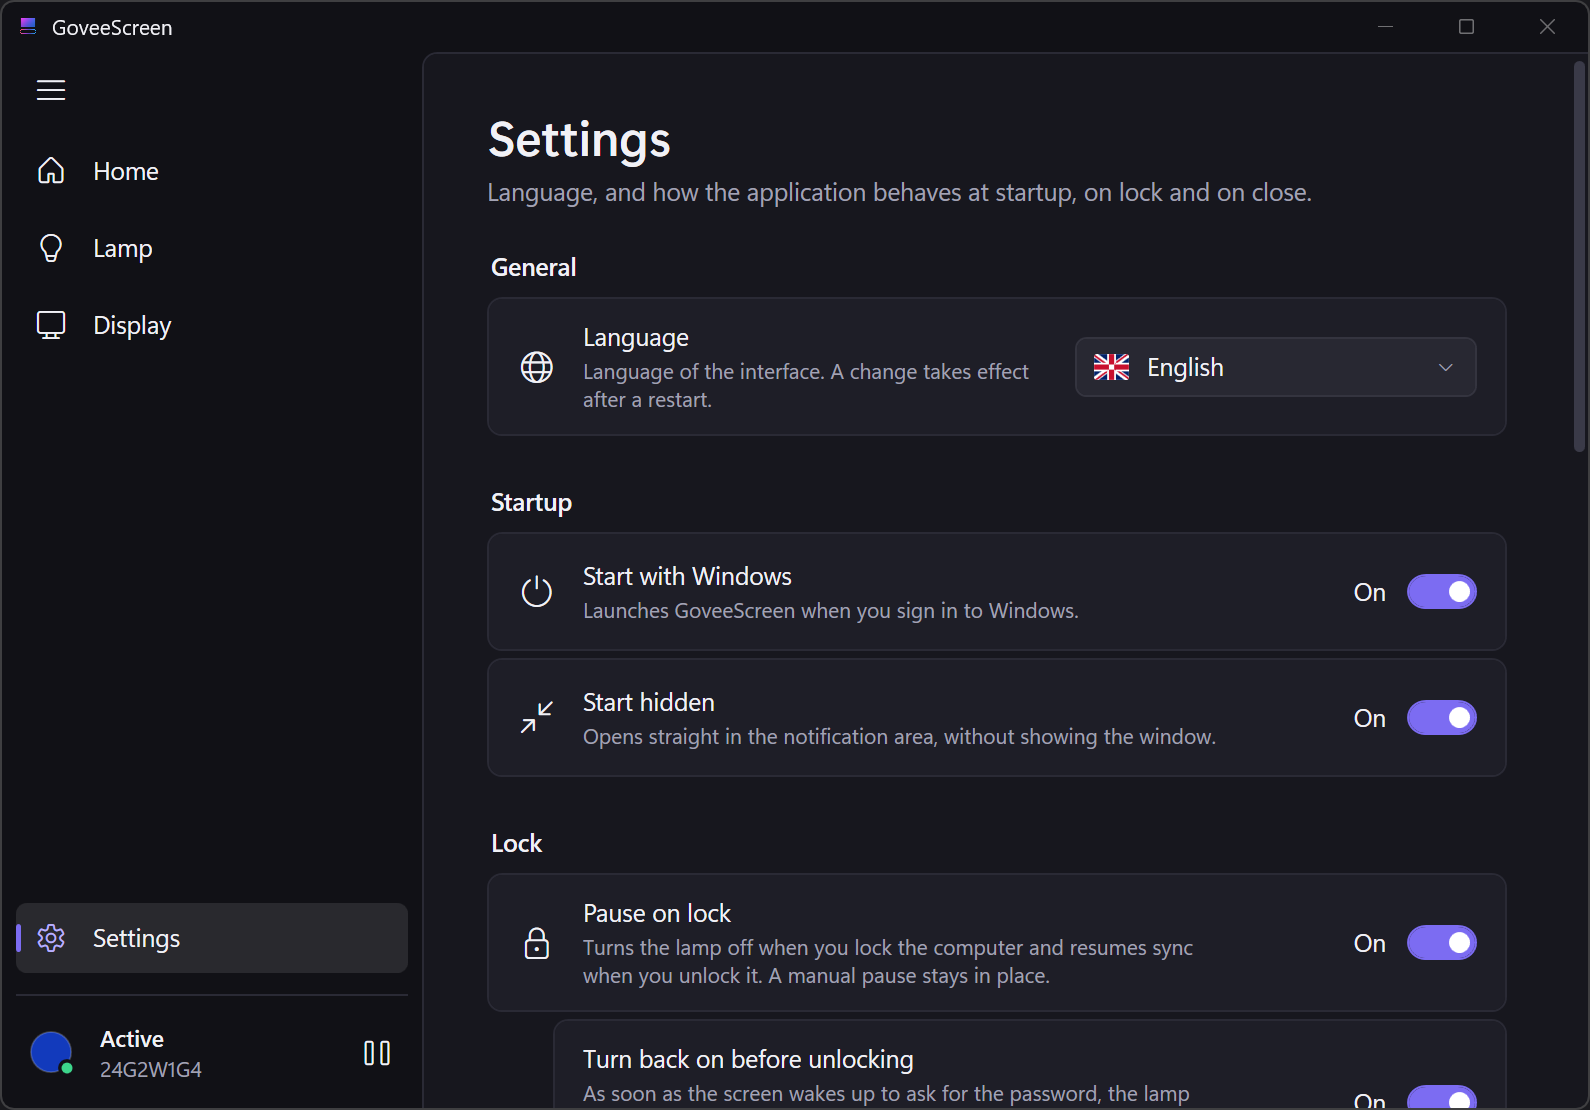 GoveeScreen
Home
Lamp
Display
Settings
Active
24G2W1G4
Settings
Language, and how the application behaves at startup, on lock and on close.
General
Language
Language of the interface. A change takes effect
after a restart.
English
Startup
Start with Windows
Launches GoveeScreen when you sign in to Windows.
On
Start hidden
Opens straight in the notification area, without showing the window.
On
Lock
Pause on lock
Turns the lamp off when you lock the computer and resumes sync
when you unlock it. A manual pause stays in place.
On
Turn back on before unlocking
As soon as the screen wakes up to ask for the password, the lamp
On